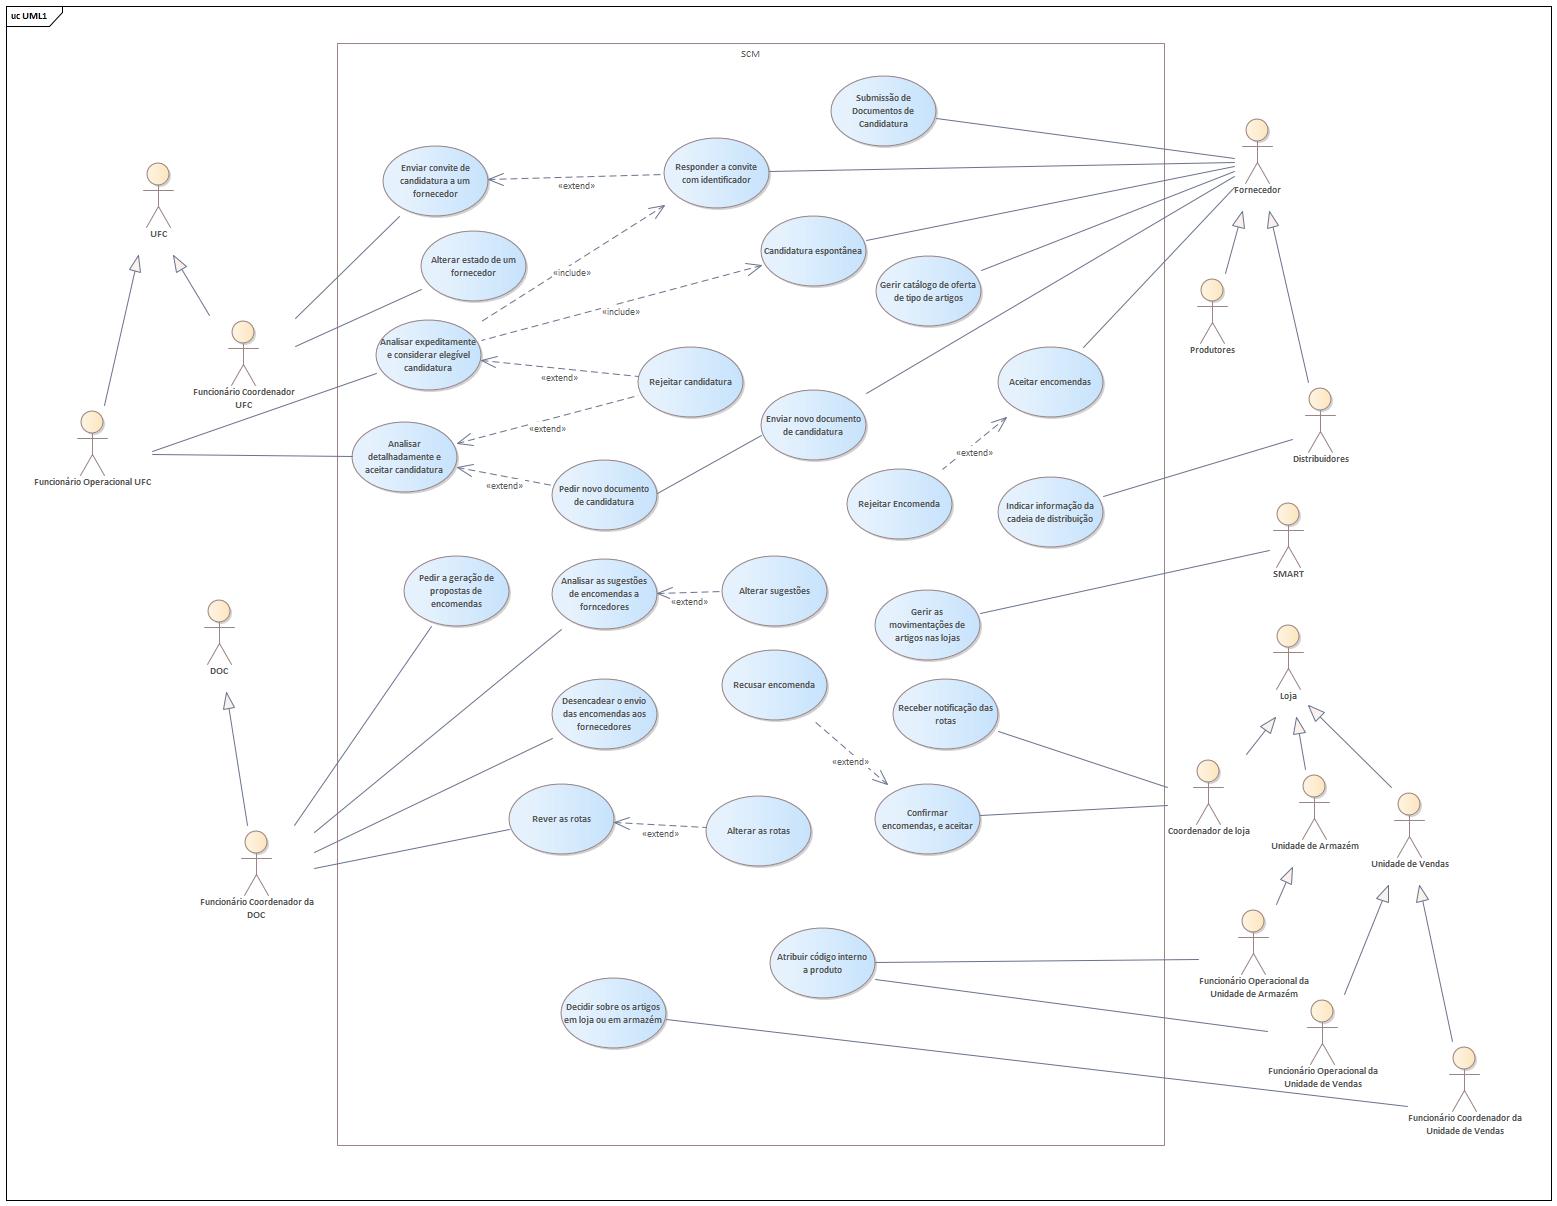 uc UML1
SCM
Submissão de
Documentos de
Candidatura
Enviar convite de
candidatura a um
fornecedor
«extend»
Responder a convite
com identificador
Fornecedor
UFC
Alterar estado de um
fornecedor
«include»
Candidatura espontânea
Gerir catálogo de oferta
de tipo de artigos
«include»
Produtores
Funcionário Coordenador
UFC
Analisar expeditamente
e considerar elegível
candidatura
«extend»
Rejeitar candidatura
Aceitar encomendas
«extend»
Enviar novo documento
de candidatura
Analisar
detalhadamente e
aceitar candidatura
«extend»
Distribuidores
Funcionário Operacional UFC
«extend»
Pedir novo documento
de candidatura
Rejeitar Encomenda
Indicar informação da
cadeia de distribuição
SMART
Pedir a geração de
propostas de
encomendas
Analisar as sugestões
de encomendas a
forncedores
«extend»
Alterar sugestões
Gerir as
movimentações de
artigos nas lojas
DOC
Loja
Recusar encomenda
Desencadear o envio
das encomendas aos
fornecedores
Receber notificação das
rotas
«extend»
Rever as rotas
«extend»
Alterar as rotas
Confirmar
encomendas, e aceitar
Coordenador de loja
Unidade de Armazém
Unidade de Vendas
Funcionário Coordenador da
DOC
Atribuir código interno
a produto
Funcionário Operacional da
Unidade de Armazém
Decidir sobre os artigos
em loja ou em armazém
Funcionário Operacional da
Unidade de Vendas
Funcionário Coordenador da
Unidade de Vendas